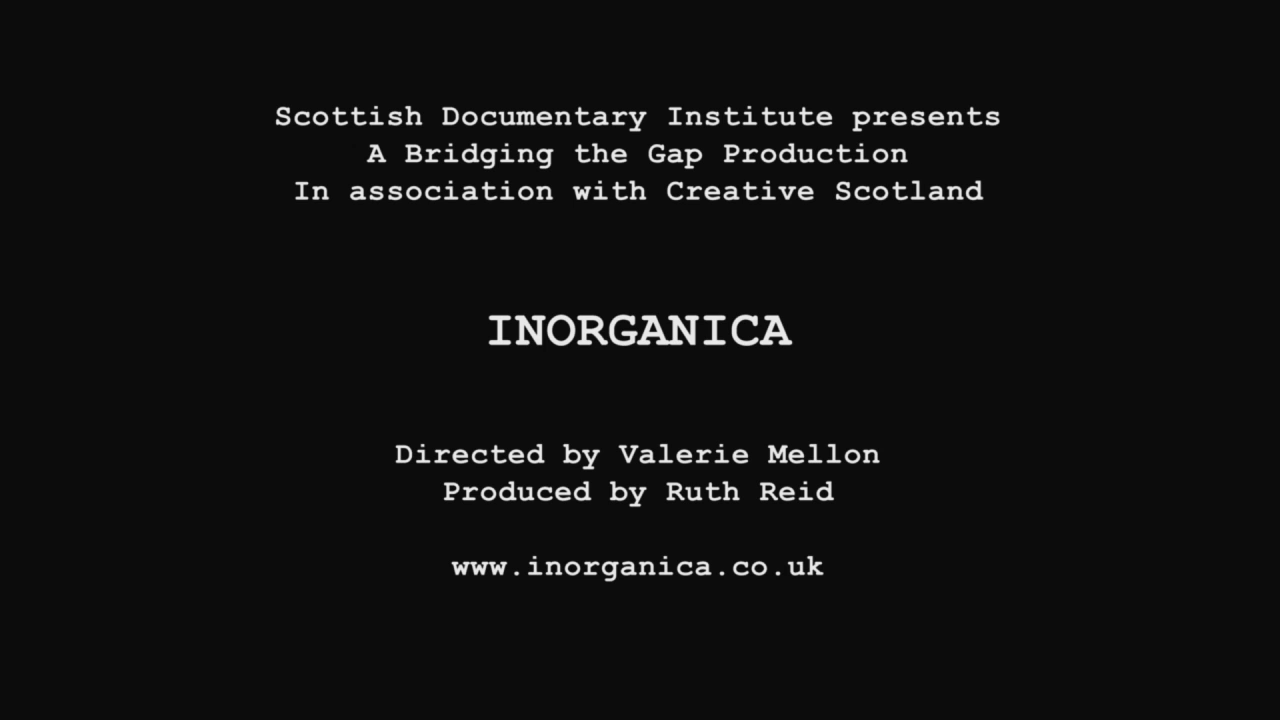 Scottish Documentary Institute presents
A Bridging the Gap Production
In association with Creative Scotland
INORGANICA
Directed by Valerie Mellon
Produced by Ruth Reid
www.inorganica.co.uk